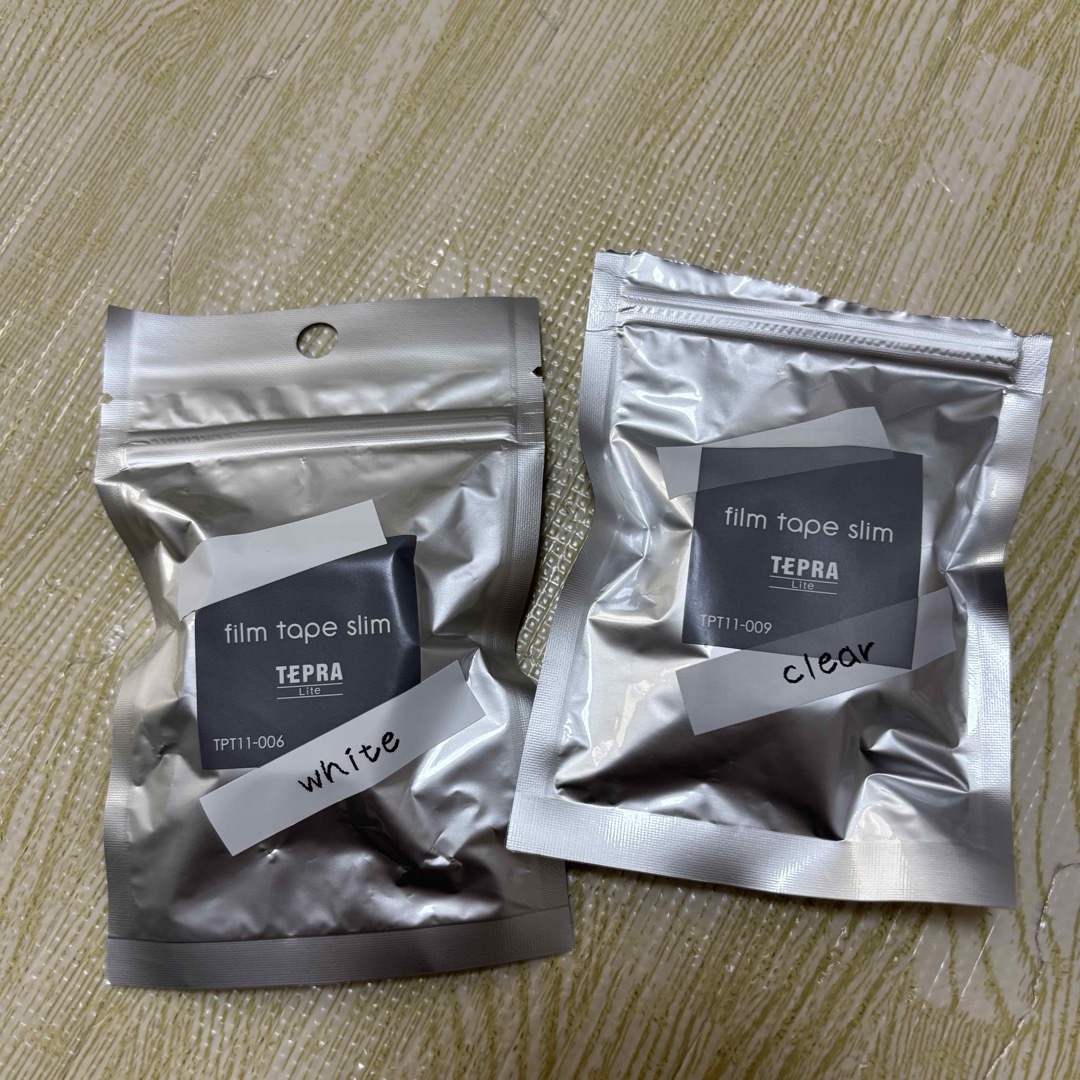 film tape slim
TEPRA
Lite
TPT11-006
white
film tape slim
TEPRA
Lite
TPT11-009
clear